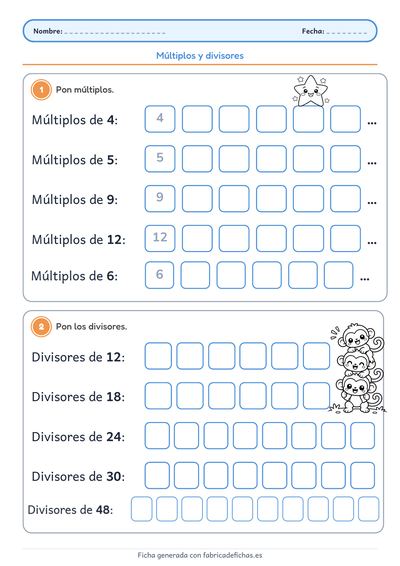 Nombre: _ _ _ _ _ _ _ _ _ _ _ _ _ _ _ _ _ _ _ _ Fecha: _ _ _ _ _ _ _ _
Múltiplos y divisores
1 Pon múltiplos.
Múltiplos de 4: 4 ...
Múltiplos de 5: 5 ...
Múltiplos de 9: 9 ...
Múltiplos de 12: 12 ...
Múltiplos de 6: 6 ...
2 Pon los divisores.
Divisores de 12:
Divisores de 18:
Divisores de 24:
Divisores de 30:
Divisores de 48:
Ficha generada con fabricadefichas.es